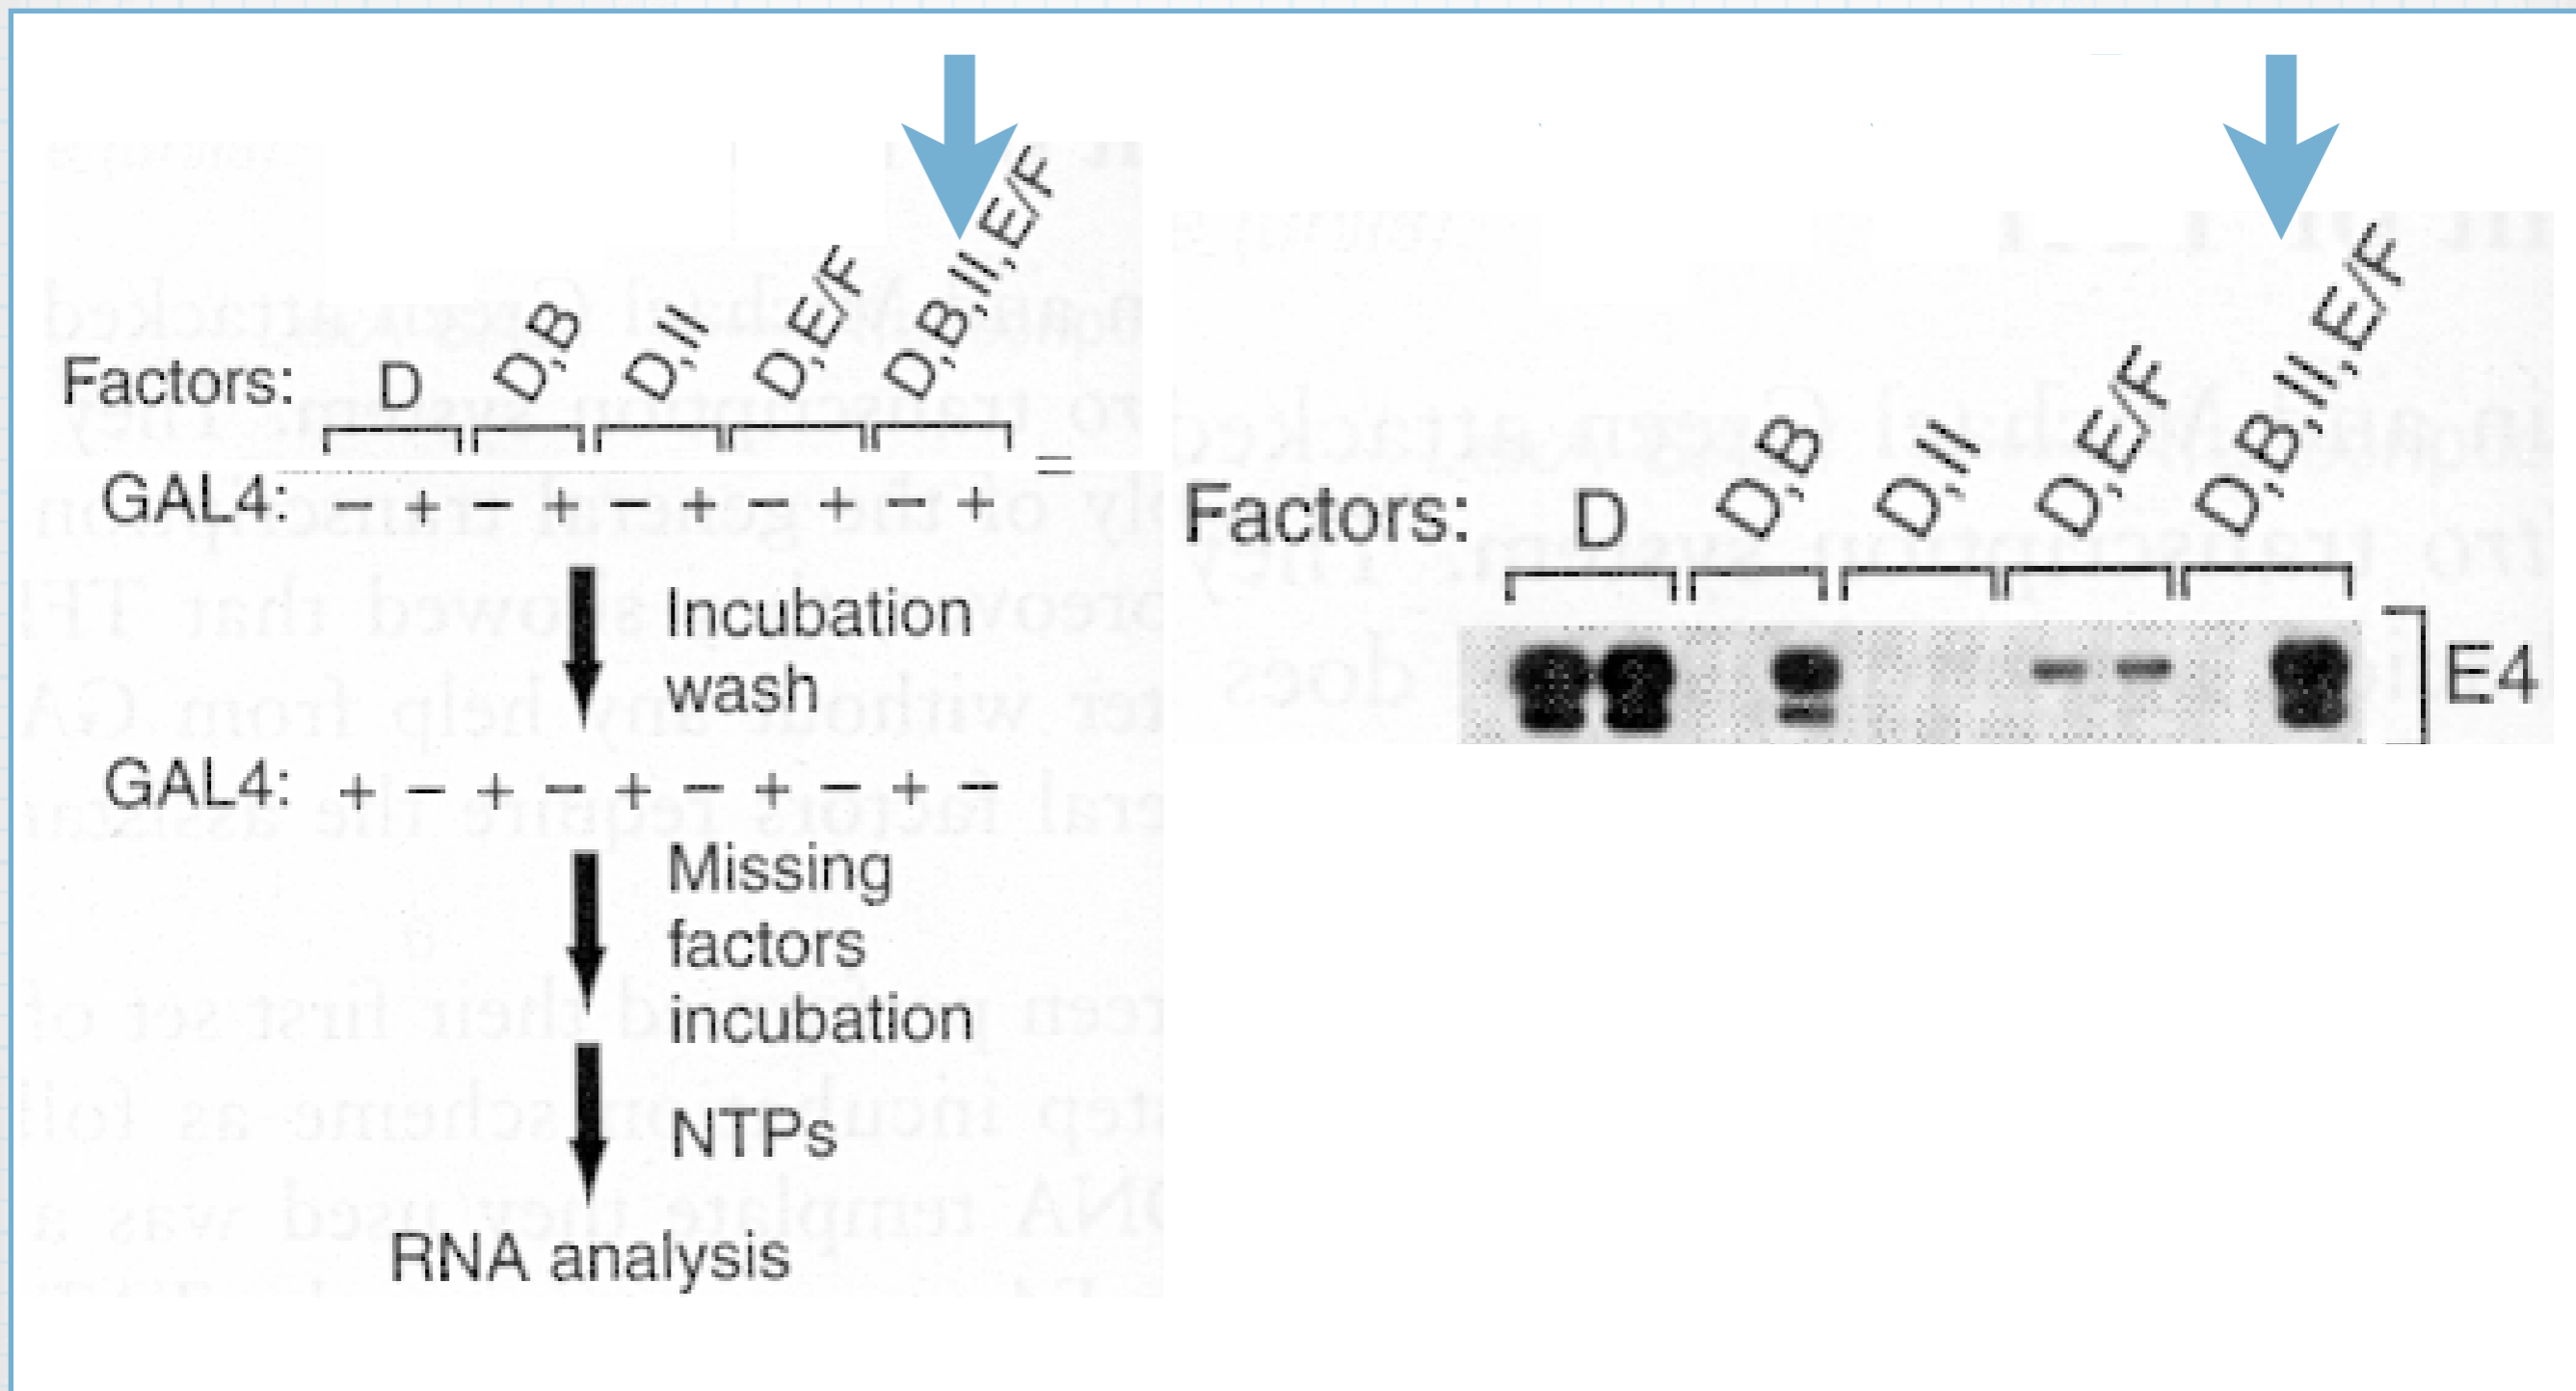 Factors: D D,B D,II D,E/F D,B,II,E/F
GAL4: − + − + − + − + − +
Incubation
wash
GAL4: + − + − + − + − + −
Missing
factors
incubation
NTPs
RNA analysis
Factors: D D,B D,II D,E/F D,B,II,E/F
E4